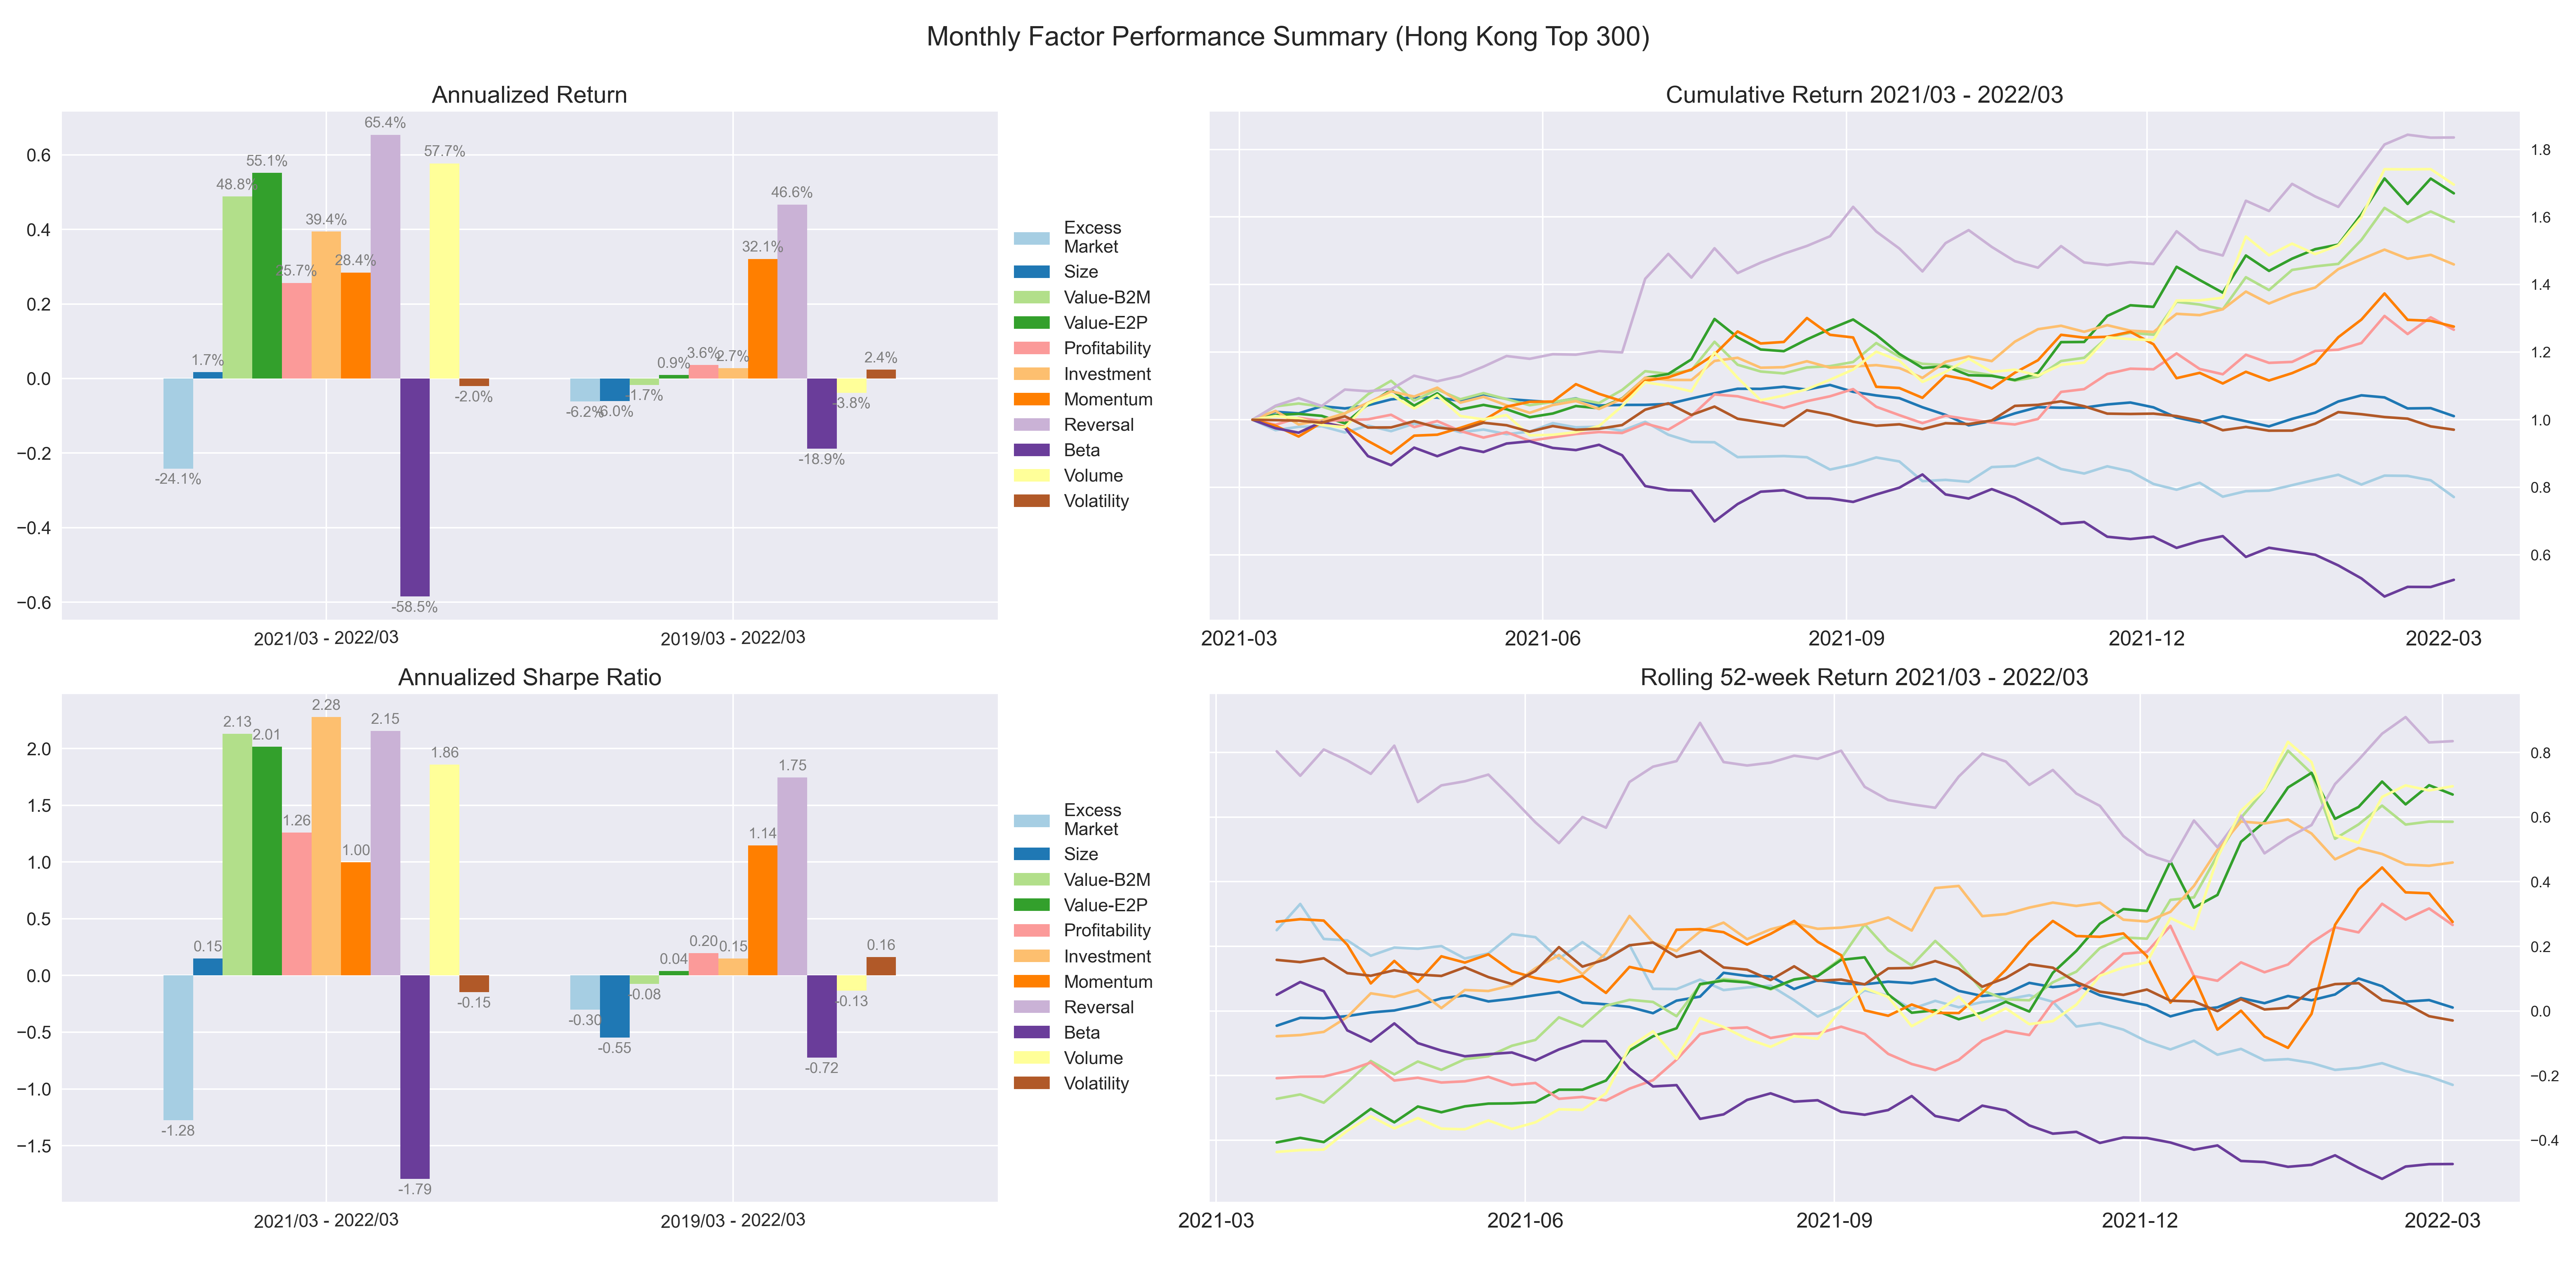 Monthly Factor Performance Summary (Hong Kong Top 300)
Annualized Return
0.6
0.4
0.2
0.0
−0.2
−0.4
−0.6
-24.1%
1.7%
48.8%
55.1%
25.7%
39.4%
28.4%
65.4%
-58.5%
57.7%
-2.0%
-6.2%
-6.0%
-1.7%
0.9%
3.6%
2.7%
32.1%
46.6%
-18.9%
-3.8%
2.4%
2021/03 - 2022/03
2019/03 - 2022/03
Excess
Market
Size
Value-B2M
Value-E2P
Profitability
Investment
Momentum
Reversal
Beta
Volume
Volatility
Cumulative Return 2021/03 - 2022/03
1.8
1.6
1.4
1.2
1.0
0.8
0.6
2021-03
2021-06
2021-09
2021-12
2022-03
Annualized Sharpe Ratio
2.0
1.5
1.0
0.5
0.0
−0.5
−1.0
−1.5
-1.28
0.15
2.13
2.01
1.26
2.28
1.00
2.15
-1.79
1.86
-0.15
-0.30
-0.55
-0.08
0.04
0.20
0.15
1.14
1.75
-0.72
-0.13
0.16
2021/03 - 2022/03
2019/03 - 2022/03
Excess
Market
Size
Value-B2M
Value-E2P
Profitability
Investment
Momentum
Reversal
Beta
Volume
Volatility
Rolling 52-week Return 2021/03 - 2022/03
0.8
0.6
0.4
0.2
0.0
−0.2
−0.4
2021-03
2021-06
2021-09
2021-12
2022-03